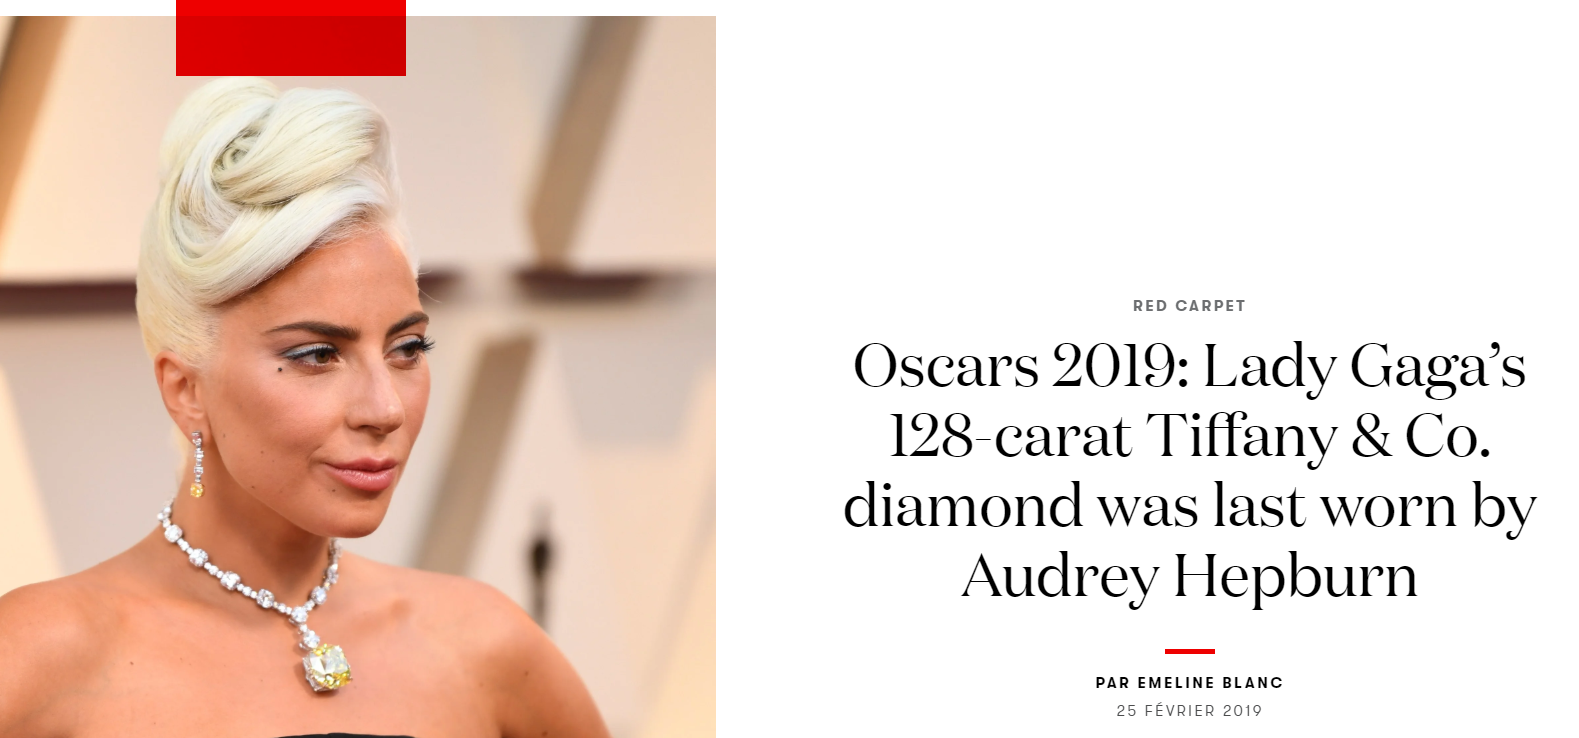 RED CARPET
Oscars 2019: Lady Gaga’s
128-carat Tiffany & Co.
diamond was last worn by
Audrey Hepburn
PAR EMELINE BLANC
25 FÉVRIER 2019